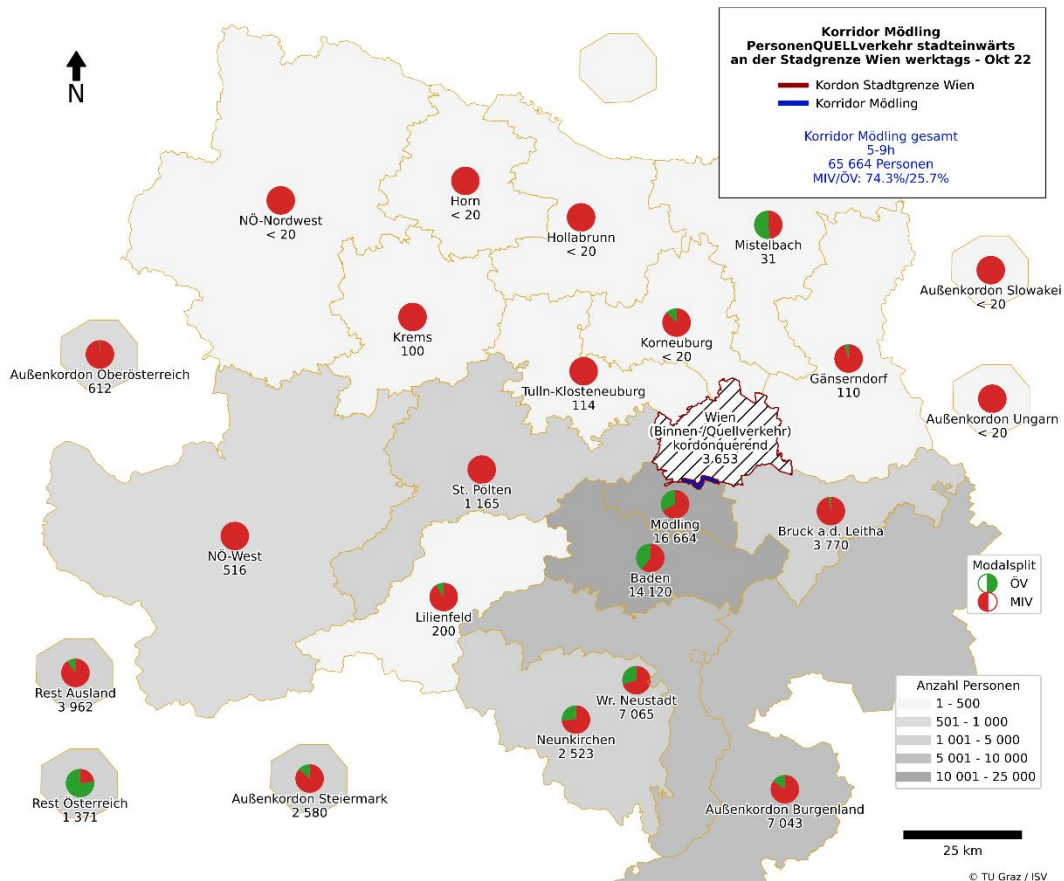 Korridor Mödling
PersonenQUELLverkehr stadteinwärts
an der Stadgrenze Wien werktags - Okt 22
Kordon Stadtgrenze Wien
Korridor Mödling
Korridor Mödling gesamt
5-9h
65 664 Personen
MIV/ÖV: 74.3%/25.7%
N
NÖ-Nordwest
< 20
Horn
< 20
Hollabrunn
< 20
Mistelbach
31
Außenkordon Slowakei
< 20
Außenkordon Oberösterreich
612
Krems
100
Korneuburg
< 20
Tulln-Klosteneuburg
114
Gänserndorf
110
Außenkordon Ungarn
< 20
Wien
(Binnen-/Quellverkehr)
kordonquerend
3 653
St. Pölten
1 165
Mödling
16 664
Bruck a.d. Leitha
3 770
NÖ-West
516
Baden
14 120
Modalsplit
ÖV
MIV
Lilienfeld
200
Rest Ausland
3 962
Wr. Neustadt
7 065
Neunkirchen
2 523
Anzahl Personen
1 - 500
501 - 1 000
1 001 - 5 000
5 001 - 10 000
10 001 - 25 000
Rest Österreich
1 371
Außenkordon Steiermark
2 580
Außenkordon Burgenland
7 043
25 km
© TU Graz / ISV